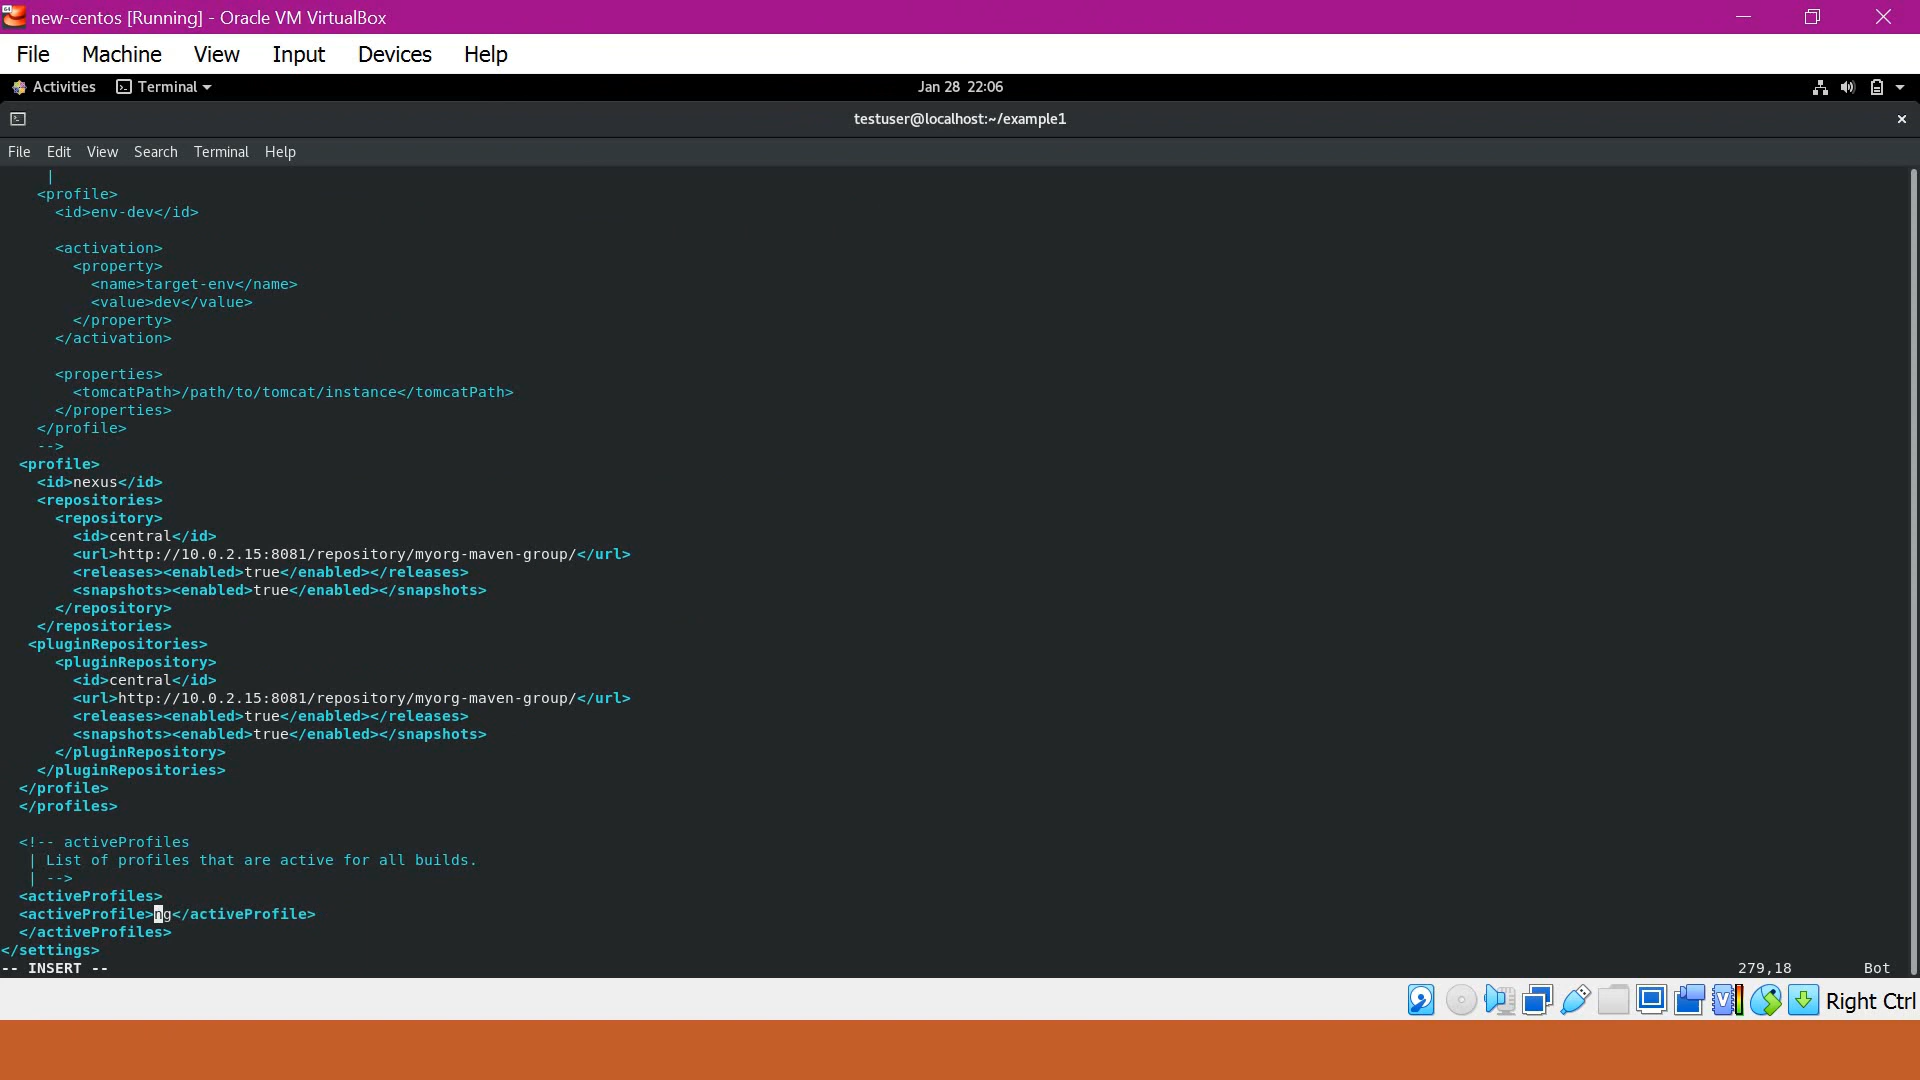 new-centos [Running] - Oracle VM VirtualBox
File Machine View Input Devices Help
Activities Terminal Jan 28 22:06
testuser@localhost:~/example1
File Edit View Search Terminal Help
|
<profile>
<id>env-dev</id>
<activation>
<property>
<name>target-env</name>
<value>dev</value>
</property>
</activation>
<properties>
<tomcatPath>/path/to/tomcat/instance</tomcatPath>
</properties>
</profile>
-->
<profile>
<id>nexus</id>
<repositories>
<repository>
<id>central</id>
<url>http://10.0.2.15:8081/repository/myorg-maven-group/</url>
<releases><enabled>true</enabled></releases>
<snapshots><enabled>true</enabled></snapshots>
</repository>
</repositories>
<pluginRepositories>
<pluginRepository>
<id>central</id>
<url>http://10.0.2.15:8081/repository/myorg-maven-group/</url>
<releases><enabled>true</enabled></releases>
<snapshots><enabled>true</enabled></snapshots>
</pluginRepository>
</pluginRepositories>
</profile>
</profiles>
<!-- activeProfiles
| List of profiles that are active for all builds.
| -->
<activeProfiles>
<activeProfile>ng</activeProfile>
</activeProfiles>
</settings>
-- INSERT -- 279,18 Bot
Right Ctrl